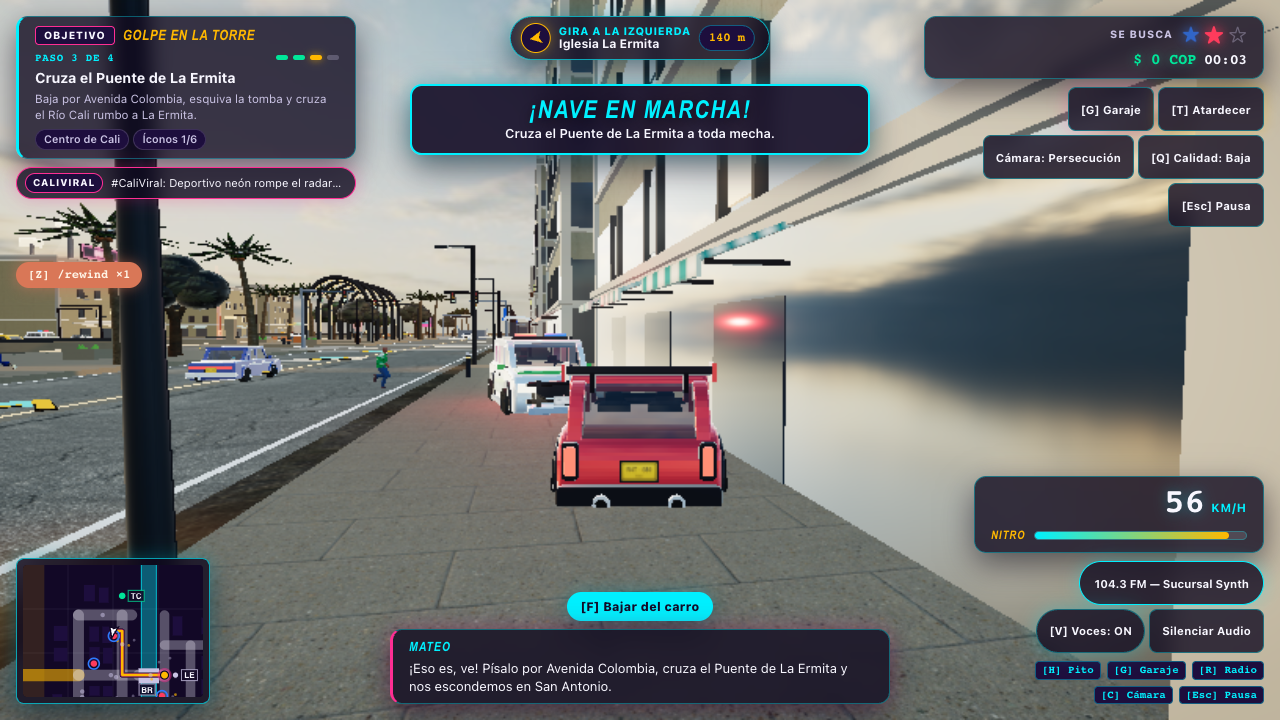 OBJETIVO GOLPE EN LA TORRE
PASO 3 DE 4
Cruza el Puente de La Ermita
Baja por Avenida Colombia, esquiva la tomba y cruza
el Río Cali rumbo a La Ermita.
Centro de Cali Íconos 1/6
CALIVIRAL #CaliViral: Deportivo neón rompe el radar...
[Z] /rewind ×1
GIRA A LA IZQUIERDA
Iglesia La Ermita
140 m
¡NAVE EN MARCHA!
Cruza el Puente de La Ermita a toda mecha.
SE BUSCA
$ 0 COP 00:03
[G] Garaje [T] Atardecer
Cámara: Persecución [Q] Calidad: Baja
[Esc] Pausa
56 KM/H
NITRO
104.3 FM — Sucursal Synth
[V] Voces: ON Silenciar Audio
[H] Pito [G] Garaje [R] Radio
[C] Cámara [Esc] Pausa
[F] Bajar del carro
MATEO
¡Eso es, ve! Písalo por Avenida Colombia, cruza el Puente de La Ermita y
nos escondemos en San Antonio.
TC
LE
BR